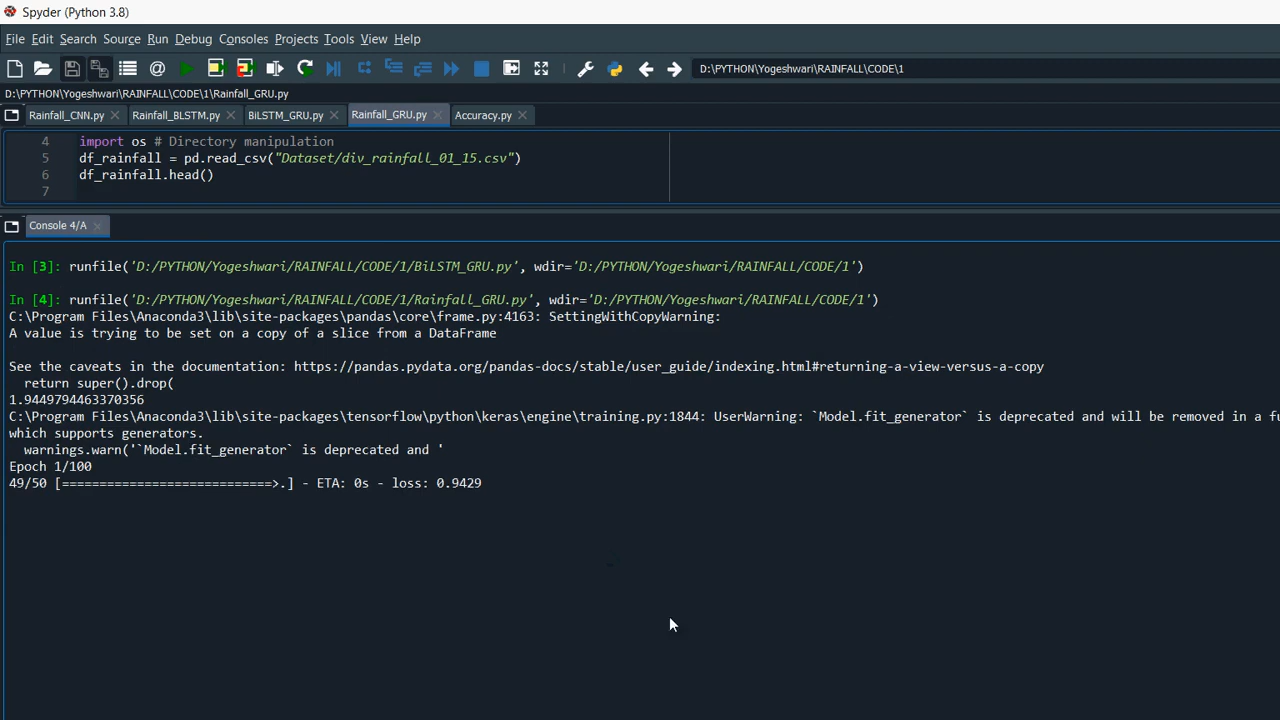 Spyder (Python 3.8)
File Edit Search Source Run Debug Consoles Projects Tools View Help
D:\PYTHON\Yogeshwari\RAINFALL\CODE\1
D:\PYTHON\Yogeshwari\RAINFALL\CODE\1\Rainfall_GRU.py
Rainfall_CNN.py Rainfall_BLSTM.py BiLSTM_GRU.py Rainfall_GRU.py Accuracy.py
4 import os # Directory manipulation
5 df_rainfall = pd.read_csv("Dataset/div_rainfall_01_15.csv")
6 df_rainfall.head()
7
Console 4/A
In [3]: runfile('D:/PYTHON/Yogeshwari/RAINFALL/CODE/1/BiLSTM_GRU.py', wdir='D:/PYTHON/Yogeshwari/RAINFALL/CODE/1')
In [4]: runfile('D:/PYTHON/Yogeshwari/RAINFALL/CODE/1/Rainfall_GRU.py', wdir='D:/PYTHON/Yogeshwari/RAINFALL/CODE/1')
C:\Program Files\Anaconda3\lib\site-packages\pandas\core\frame.py:4163: SettingWithCopyWarning:
A value is trying to be set on a copy of a slice from a DataFrame
See the caveats in the documentation: https://pandas.pydata.org/pandas-docs/stable/user_guide/indexing.html#returning-a-view-versus-a-copy
return super().drop(
1.9449794463370356
C:\Program Files\Anaconda3\lib\site-packages\tensorflow\python\keras\engine\training.py:1844: UserWarning: `Model.fit_generator` is deprecated and will be removed in a fu
which supports generators.
warnings.warn('`Model.fit_generator` is deprecated and '
Epoch 1/100
49/50 [============================>.] - ETA: 0s - loss: 0.9429